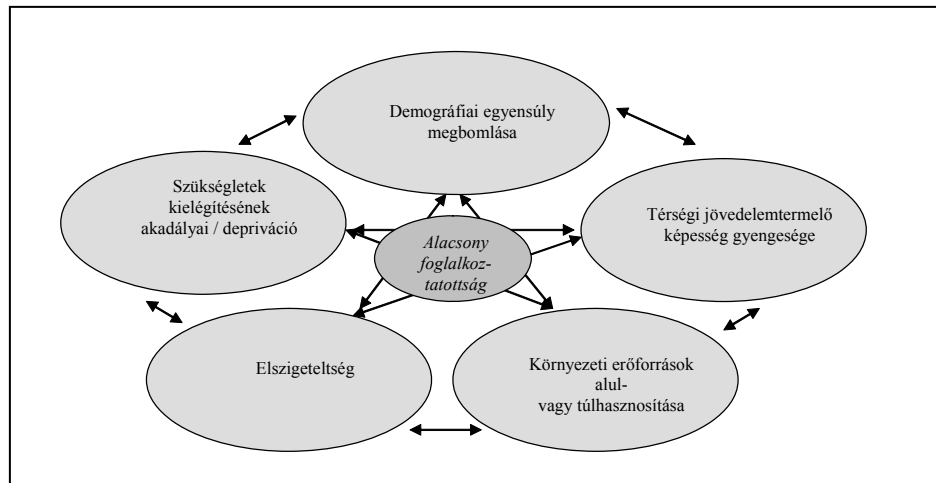 Demográfiai egyensúly
megbomlása
Szükségletek
kielégítésének
akadályai / depriváció
Térségi jövedelemtermelő
képesség gyengesége
Alacsony
foglalkoz-
tatottság
Elszigeteltség
Környezeti erőforrások
alul-
vagy túlhasznosítása